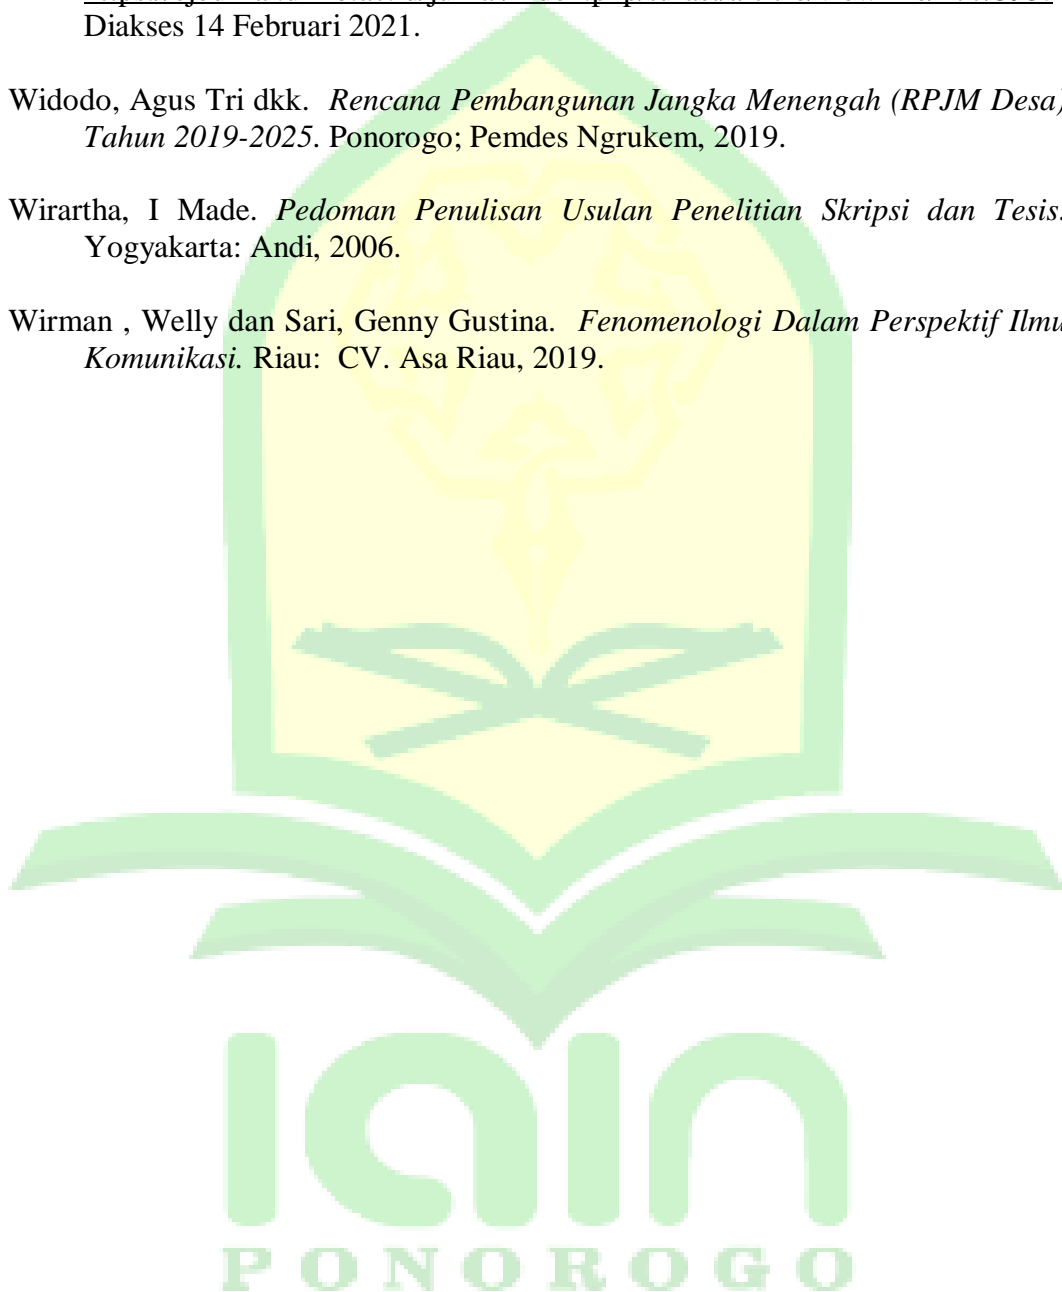 Diakses 14 Februari 2021.
Widodo, Agus Tri dkk. Rencana Pembangunan Jangka Menengah (RPJM Desa)
Tahun 2019-2025. Ponorogo; Pemdes Ngrukem, 2019.
Wirartha, I Made. Pedoman Penulisan Usulan Penelitian Skripsi dan Tesis.
Yogyakarta: Andi, 2006.
Wirman , Welly dan Sari, Genny Gustina. Fenomenologi Dalam Perspektif Ilmu
Komunikasi. Riau: CV. Asa Riau, 2019.
iain
PONOROGO